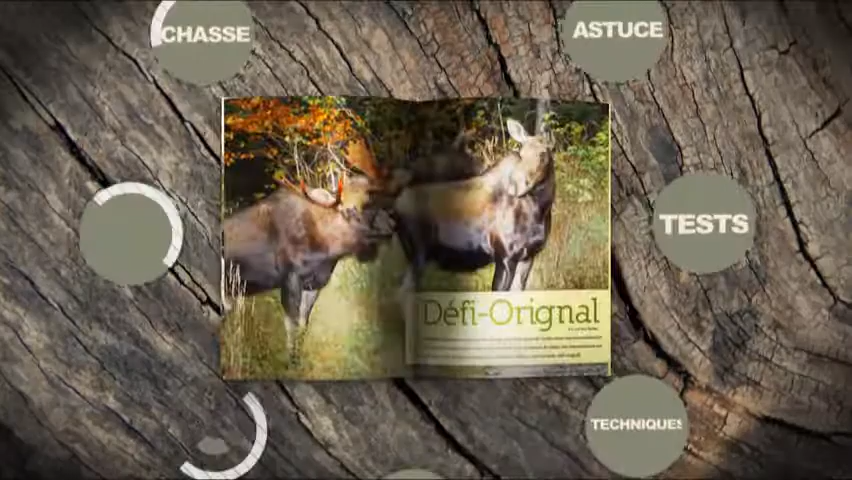 CHASSE
ASTUCE
TESTS
Défi-Orignal
TECHNIQUES